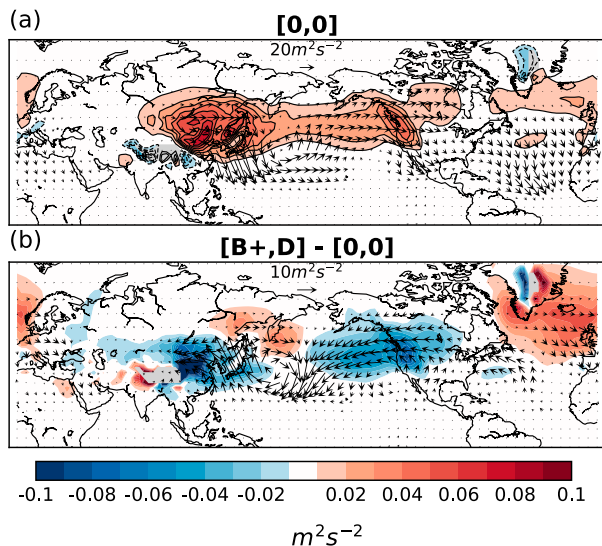 (a)
[0,0]
20m²s⁻²
(b)
[B+,D] - [0,0]
10m²s⁻²
-0.1 -0.08 -0.06 -0.04 -0.02 0.02 0.04 0.06 0.08 0.1
m²s⁻²